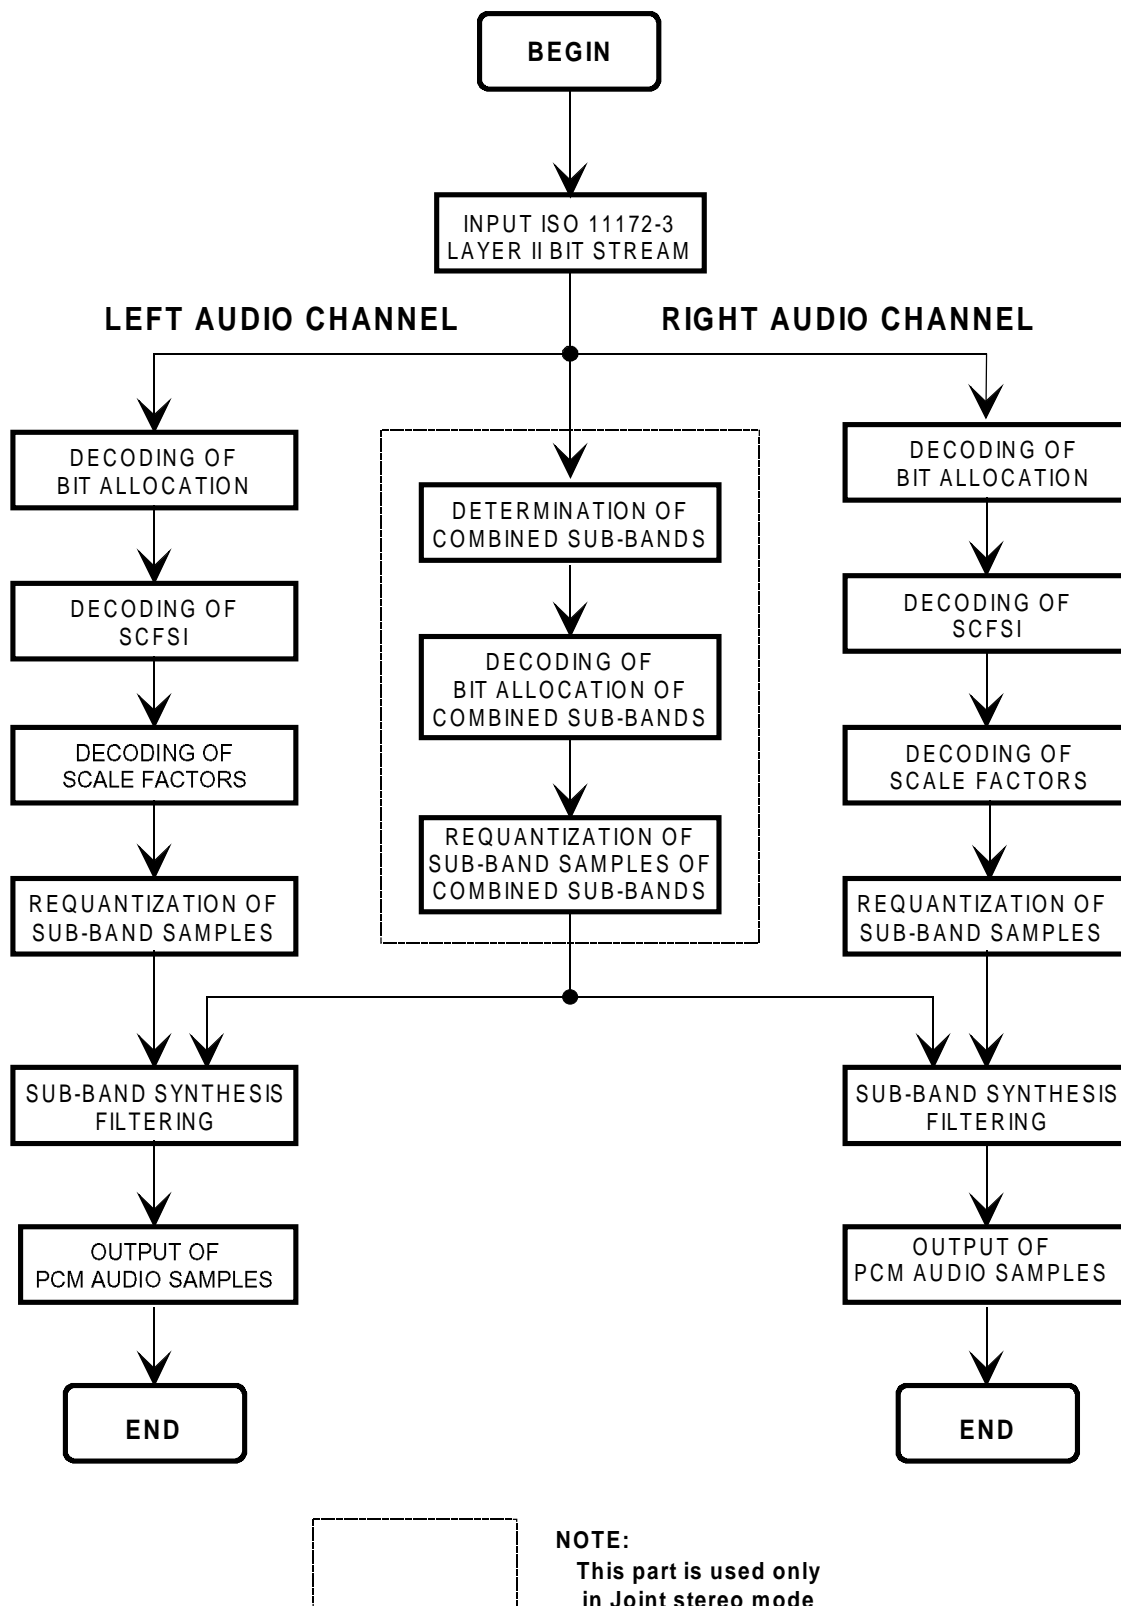 BEGIN
INPUT ISO 11172-3
LAYER II BIT STREAM
LEFT AUDIO CHANNEL
RIGHT AUDIO CHANNEL
DECODING OF
BIT ALLOCATION
DECODING OF
SCFSI
DECODING OF
SCALE FACTORS
REQUANTIZATION OF
SUB-BAND SAMPLES
SUB-BAND SYNTHESIS
FILTERING
OUTPUT OF
PCM AUDIO SAMPLES
END
DETERMINATION OF
COMBINED SUB-BANDS
DECODING OF
BIT ALLOCATION OF
COMBINED SUB-BANDS
REQUANTIZATION OF
SUB-BAND SAMPLES OF
COMBINED SUB-BANDS
DECODING OF
BIT ALLOCATION
DECODING OF
SCFSI
DECODING OF
SCALE FACTORS
REQUANTIZATION OF
SUB-BAND SAMPLES
SUB-BAND SYNTHESIS
FILTERING
OUTPUT OF
PCM AUDIO SAMPLES
END
NOTE:
This part is used only
in Joint stereo mode